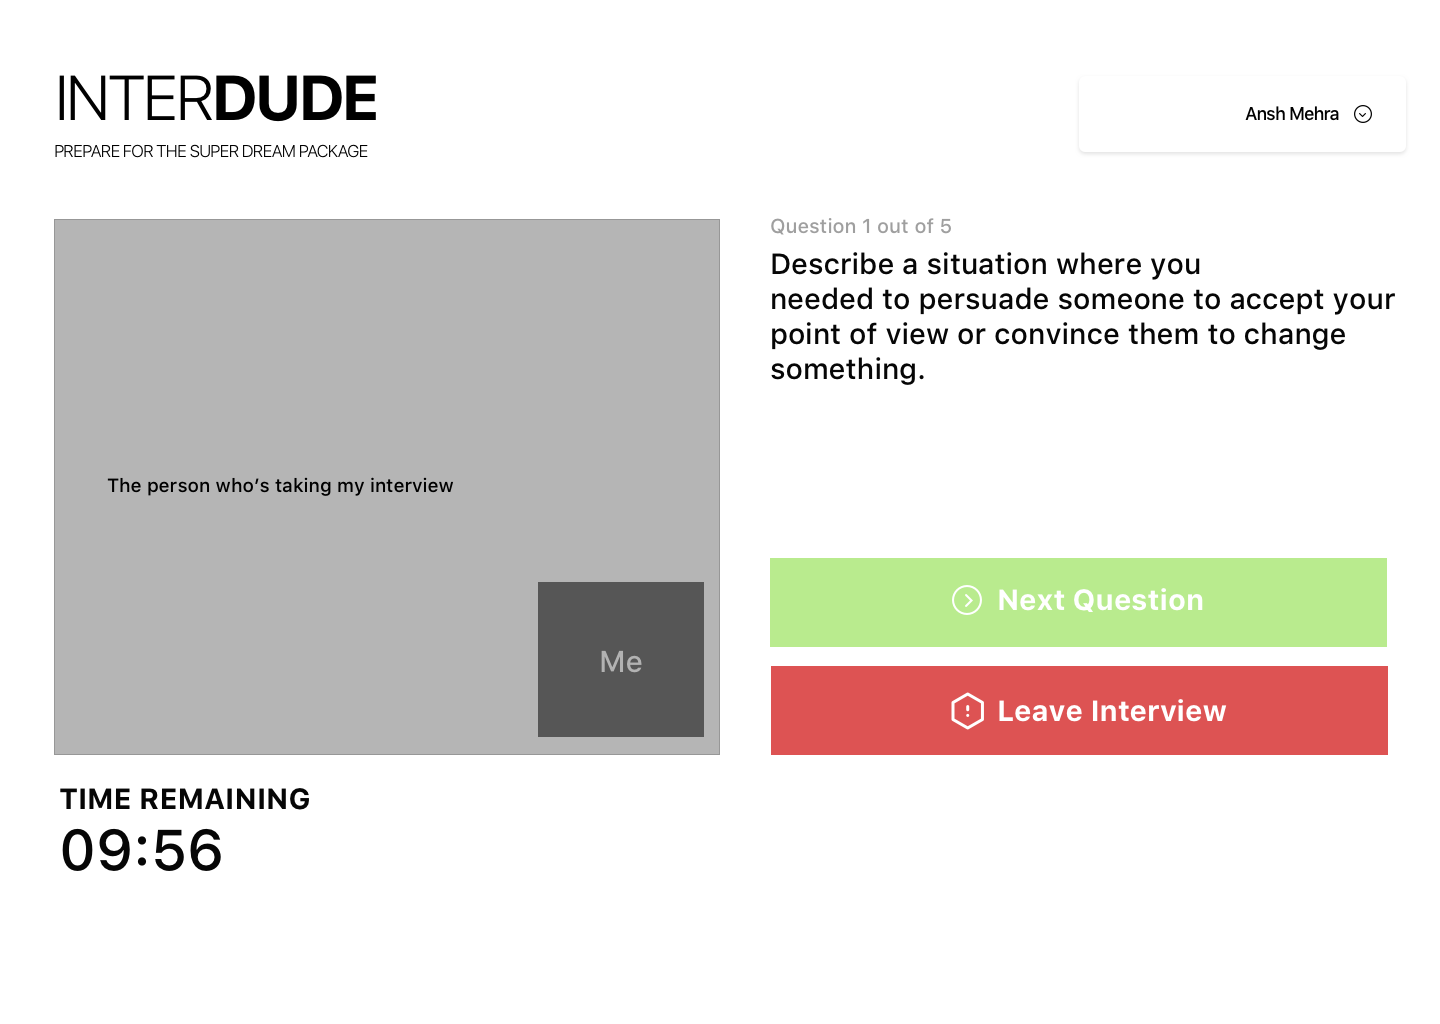 INTERDUDE
PREPARE FOR THE SUPER DREAM PACKAGE
Ansh Mehra
Question 1 out of 5
Describe a situation where you
needed to persuade someone to accept your
point of view or convince them to change
something.
The person who’s taking my interview
Me
Next Question
Leave Interview
TIME REMAINING
09:56